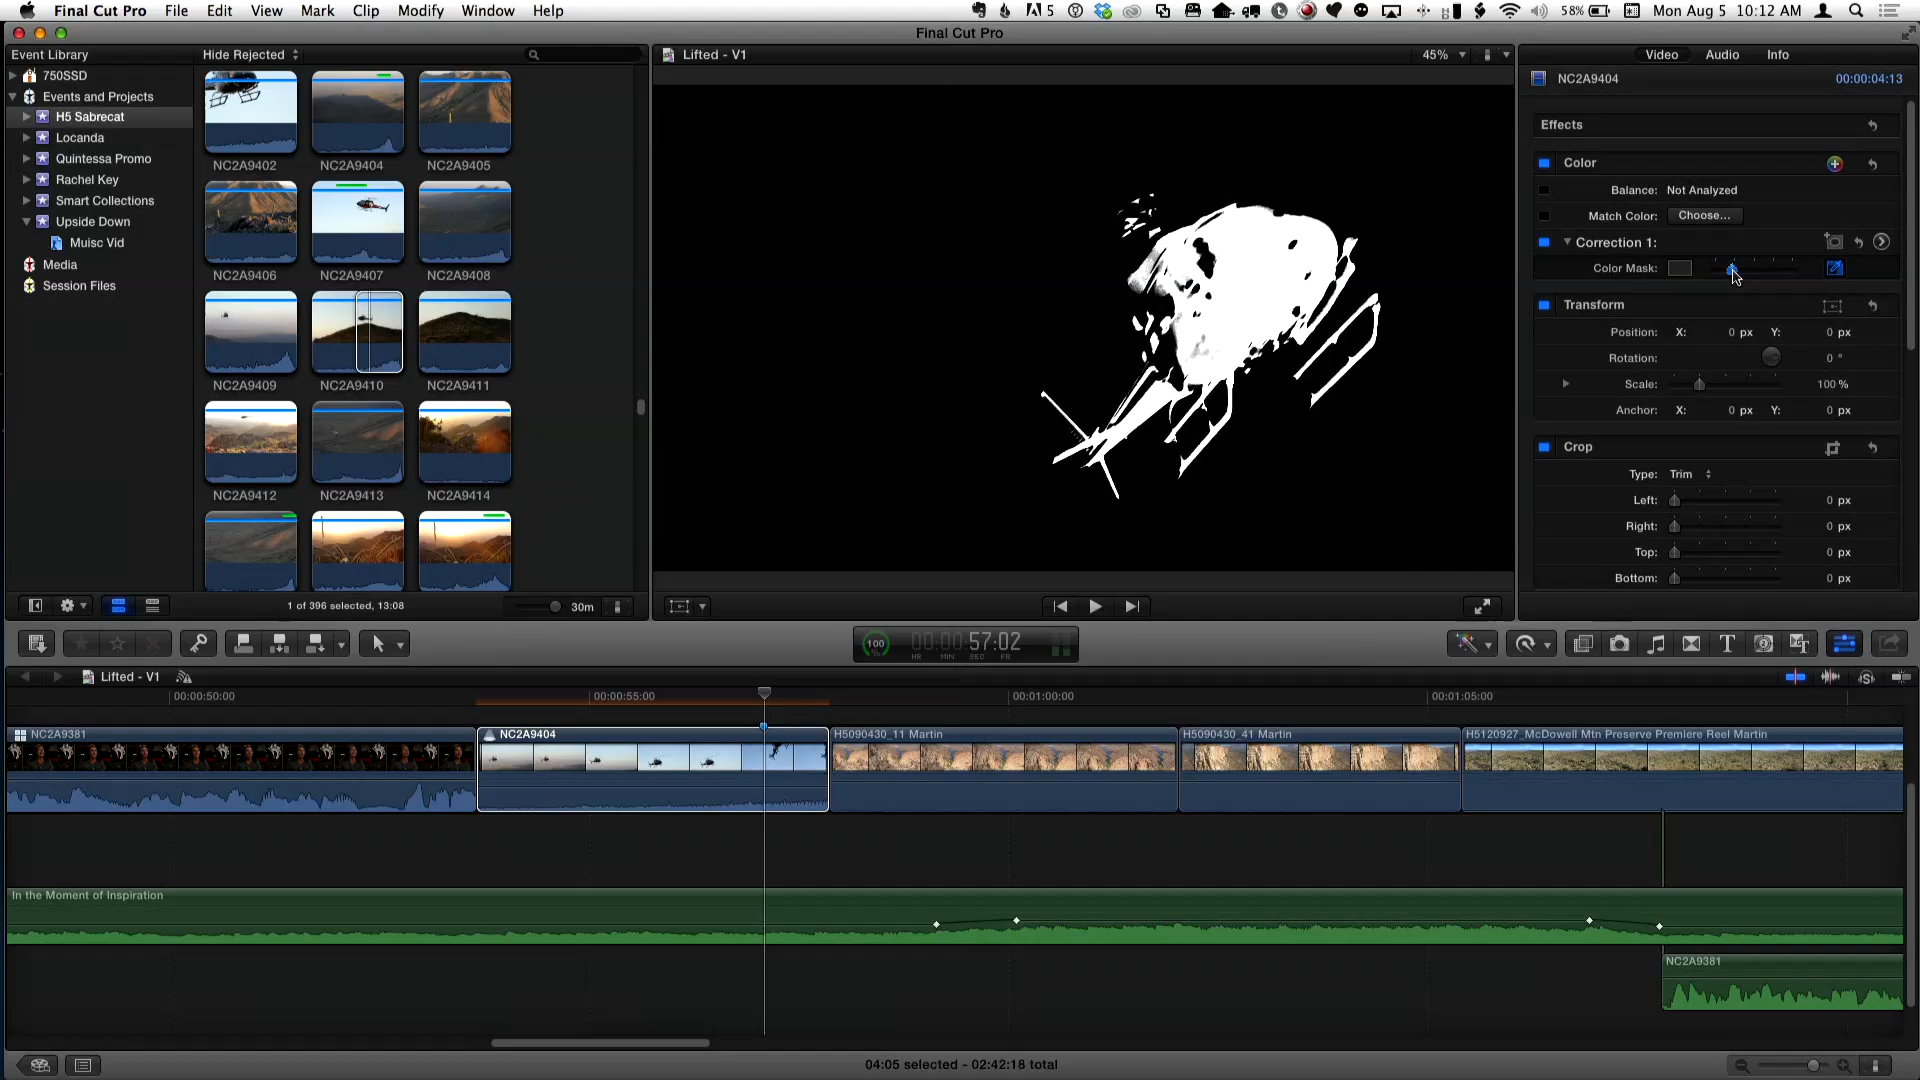 Final Cut Pro File Edit View Mark Clip Modify Window Help
5 58% Mon Aug 5 10:12 AM
Final Cut Pro
Event Library
750SSD
Events and Projects
H5 Sabrecat
Locanda
Quintessa Promo
Rachel Key
Smart Collections
Upside Down
Muisc Vid
Media
Session Files
Hide Rejected
NC2A9402 NC2A9404 NC2A9405
NC2A9406 NC2A9407 NC2A9408
NC2A9409 NC2A9410 NC2A9411
NC2A9412 NC2A9413 NC2A9414
1 of 396 selected, 13:08
30m
Lifted - V1
45%
Video Audio Info
NC2A9404 00:00:04:13
Effects
Color
Balance: Not Analyzed
Match Color: Choose...
Correction 1:
Color Mask:
Transform
Position: X: 0 px Y: 0 px
Rotation: 0 °
Scale: 100 %
Anchor: X: 0 px Y: 0 px
Crop
Type: Trim
Left: 0 px
Right: 0 px
Top: 0 px
Bottom: 0 px
100 % 00:00:57:02
HR MIN SEC FR
T
Lifted - V1
00:00:50:00 00:00:55:00 00:01:00:00 00:01:05:00
NC2A9381 NC2A9404 H5090430_11 Martin H5090430_41 Martin H5120927_McDowell Mtn Preserve Premiere Reel Martin
In the Moment of Inspiration
NC2A9381
04:05 selected - 02:42:18 total